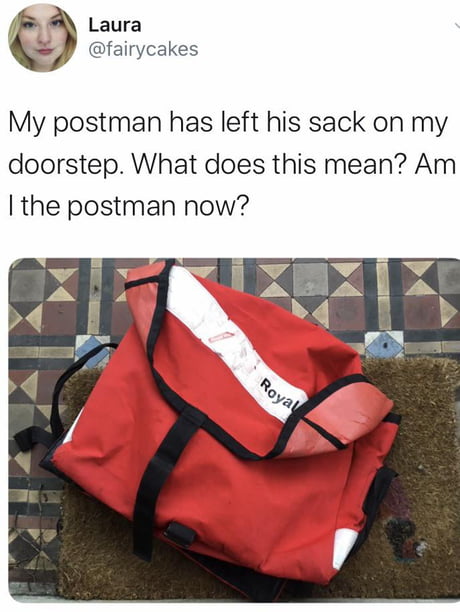 Laura
@fairycakes
My postman has left his sack on my
doorstep. What does this mean? Am
I the postman now?
Royal